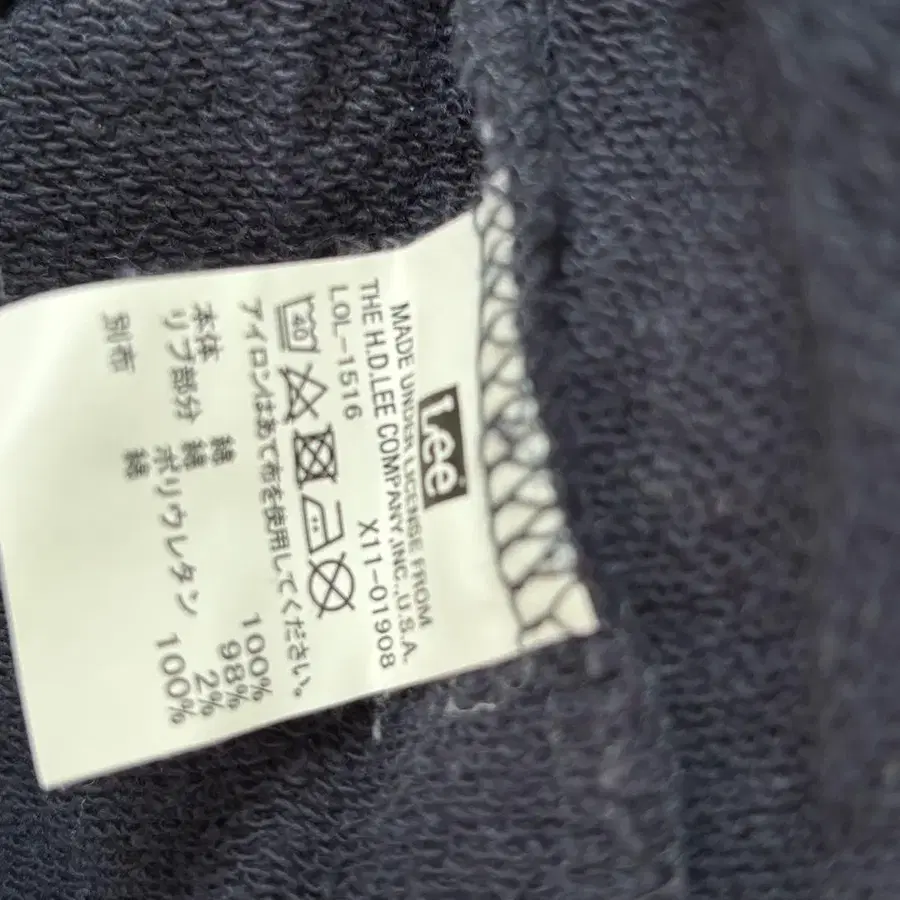 Lee
MADE UNDER LICENSE FROM
THE H.D.LEE COMPANY,INC.,U.S.A.
LOL-1516 X11-01908
40
アイロンはあて布を使用してください。
本体 綿 100%
リブ部分 綿 98%
ポリウレタン 2%
別布 綿 100%